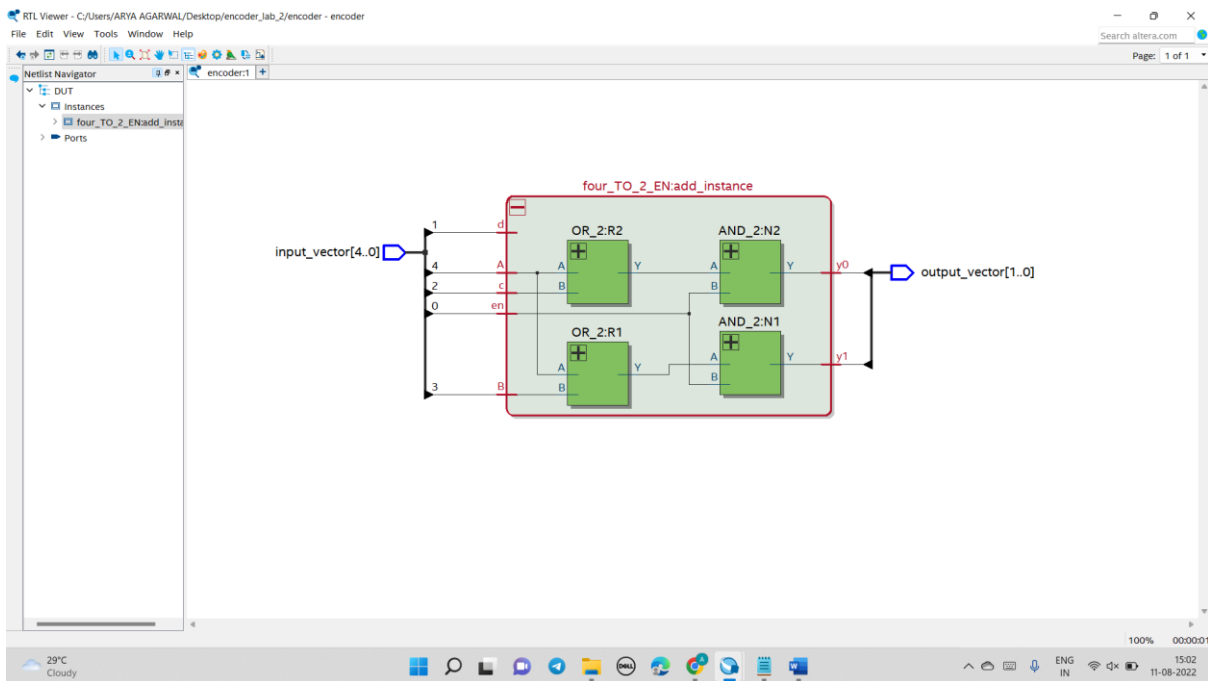 RTL Viewer - C:/Users/ARYA AGARWAL/Desktop/encoder_lab_2/encoder - encoder
File Edit View Tools Window Help
Search altera.com
Page: 1 of 1
Netlist Navigator
encoder:1
DUT
Instances
four_TO_2_EN:add_insta
Ports
four_TO_2_EN:add_instance
1 d
OR_2:R2 AND_2:N2
input_vector[4..0]
4 A A Y A Y y0 output_vector[1..0]
2 c B B
0 en
OR_2:R1 AND_2:N1
A Y A Y y1
3 B B B
100% 00:00:01
29°C
Cloudy
DELL
ENG
IN
15:02
11-08-2022